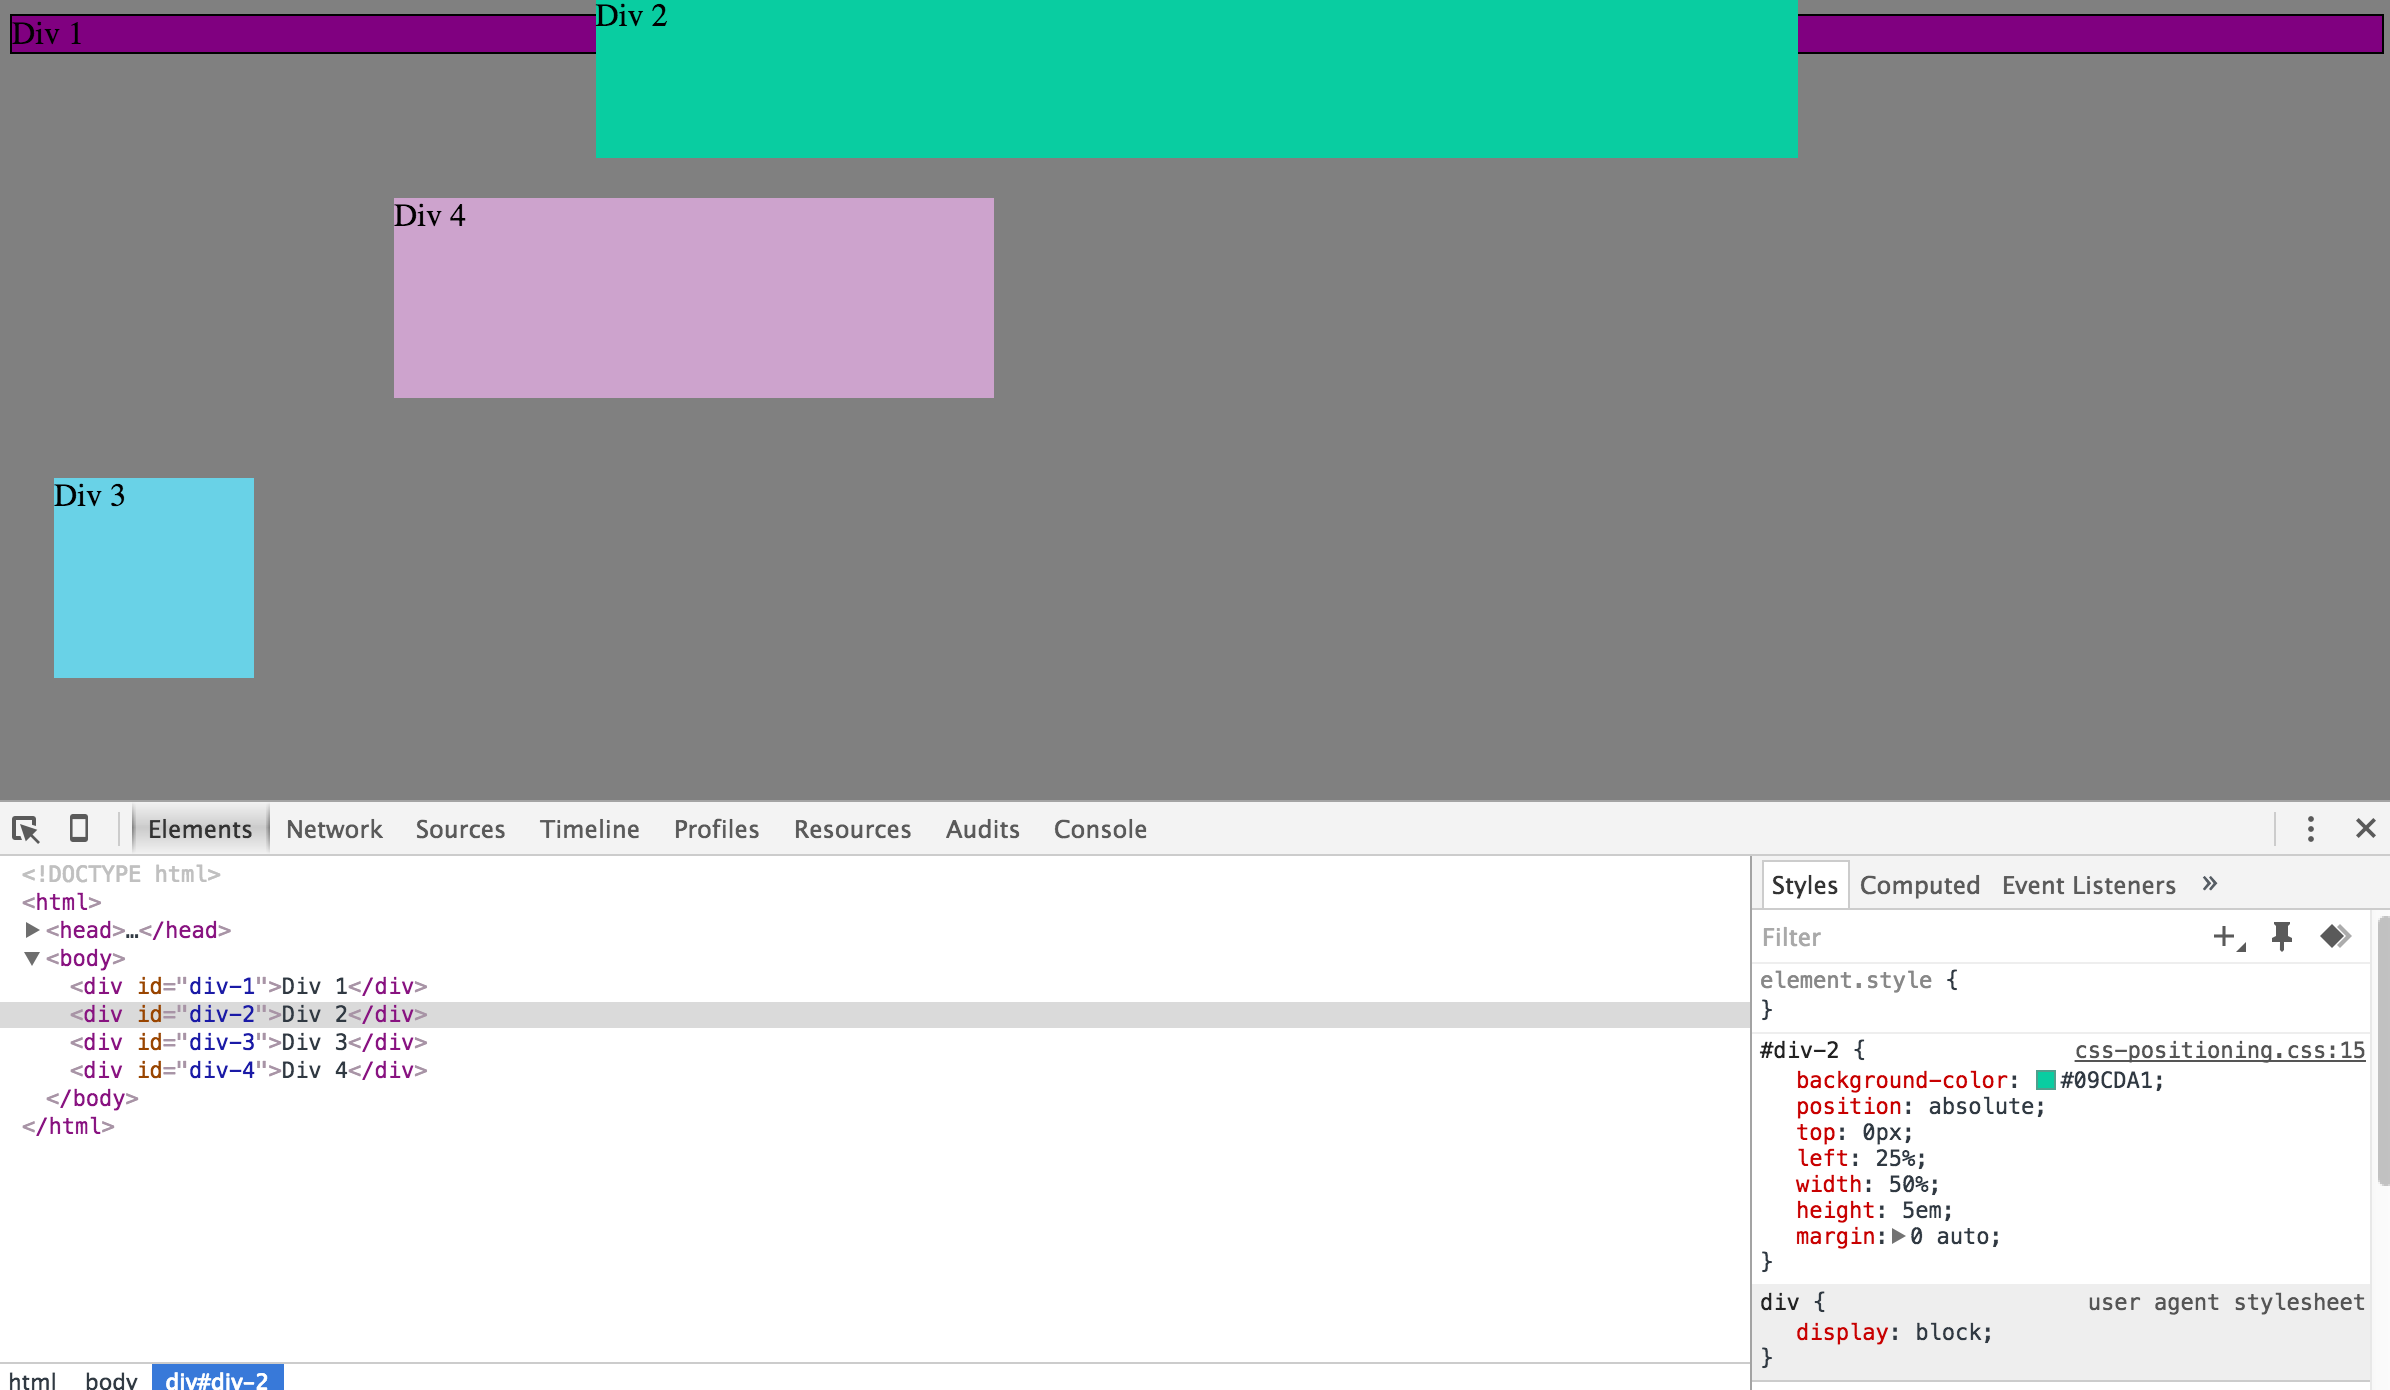 Div 1
Div 2
Div 4
Div 3
Elements Network Sources Timeline Profiles Resources Audits Console
<!DOCTYPE html>
<html>
<head>…</head>
<body>
<div id="div-1">Div 1</div>
<div id="div-2">Div 2</div>
<div id="div-3">Div 3</div>
<div id="div-4">Div 4</div>
</body>
</html>
html body div#div-2
Styles Computed Event Listeners »
Filter
element.style {
}
#div-2 { css-positioning.css:15
background-color: #09CDA1;
position: absolute;
top: 0px;
left: 25%;
width: 50%;
height: 5em;
margin: 0 auto;
}
div { user agent stylesheet
display: block;
}